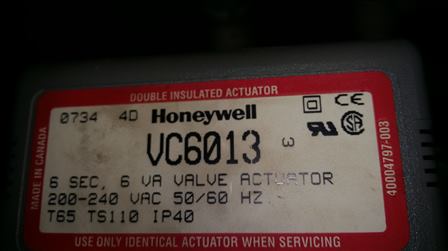 DOUBLE INSULATED ACTUATOR
0734 4D Honeywell
CE
VC6013 3
6 SEC, 6 VA VALVE ACTUATOR
200-240 VAC 50/60 HZ.
T65 TS110 IP40
USE ONLY IDENTICAL ACTUATOR WHEN SERVICING
MADE IN CANADA
40004797-003